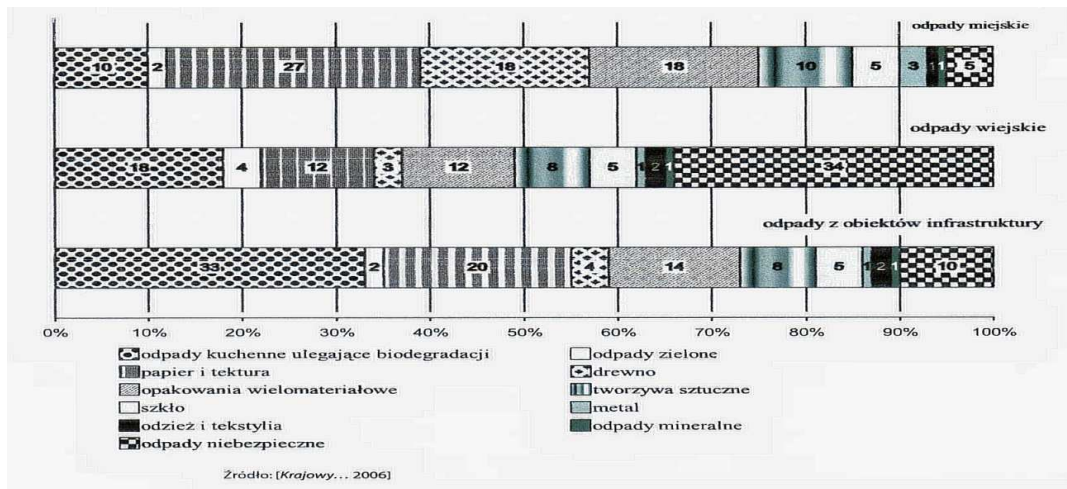 odpady miejskie
10 2 27 18 18 10 5 3 1 1 5
odpady wiejskie
18 4 12 3 12 8 5 1 2 1 34
odpady z obiektów infrastruktury
33 2 20 4 14 8 5 1 2 1 10
0% 10% 20% 30% 40% 50% 60% 70% 80% 90% 100%
odpady kuchenne ulegające biodegradacji
odpady zielone
papier i tektura
drewno
opakowania wielomateriałowe
tworzywa sztuczne
szkło
metal
odzież i tekstylia
odpady mineralne
odpady niebezpieczne
Źródło: [Krajowy... 2006]